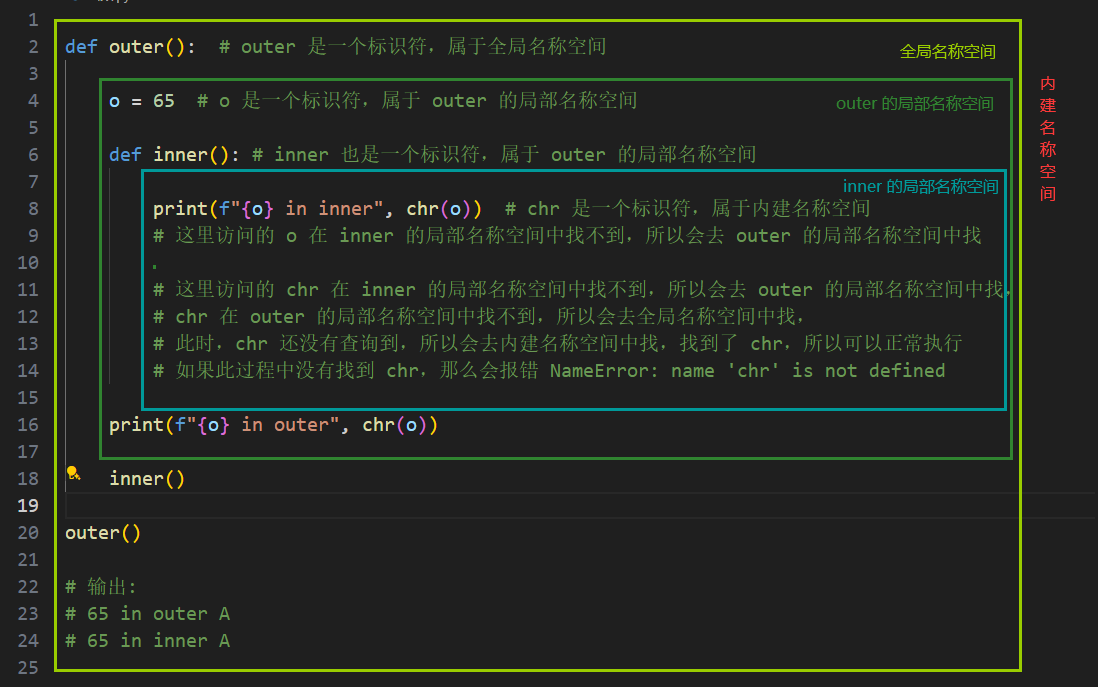 1
2 def outer():  # outer 是一个标识符，属于全局名称空间
全局名称空间
3
内建名称空间
4 o = 65  # o 是一个标识符，属于 outer 的局部名称空间
outer 的局部名称空间
5
6 def inner(): # inner 也是一个标识符，属于 outer 的局部名称空间
7
inner 的局部名称空间
8 print(f"{o} in inner", chr(o))  # chr 是一个标识符，属于内建名称空间
9 # 这里访问的 o 在 inner 的局部名称空间中找不到，所以会去 outer 的局部名称空间中找
10 .
11 # 这里访问的 chr 在 inner 的局部名称空间中找不到，所以会去 outer 的局部名称空间中找，
12 # chr 在 outer 的局部名称空间中找不到，所以会去全局名称空间中找，
13 # 此时，chr 还没有查询到，所以会去内建名称空间中找，找到了 chr，所以可以正常执行
14 # 如果此过程中没有找到 chr，那么会报错 NameError: name 'chr' is not defined
15
16 print(f"{o} in outer", chr(o))
17
18 inner()
19
20 outer()
21
22 # 输出：
23 # 65 in outer A
24 # 65 in inner A
25